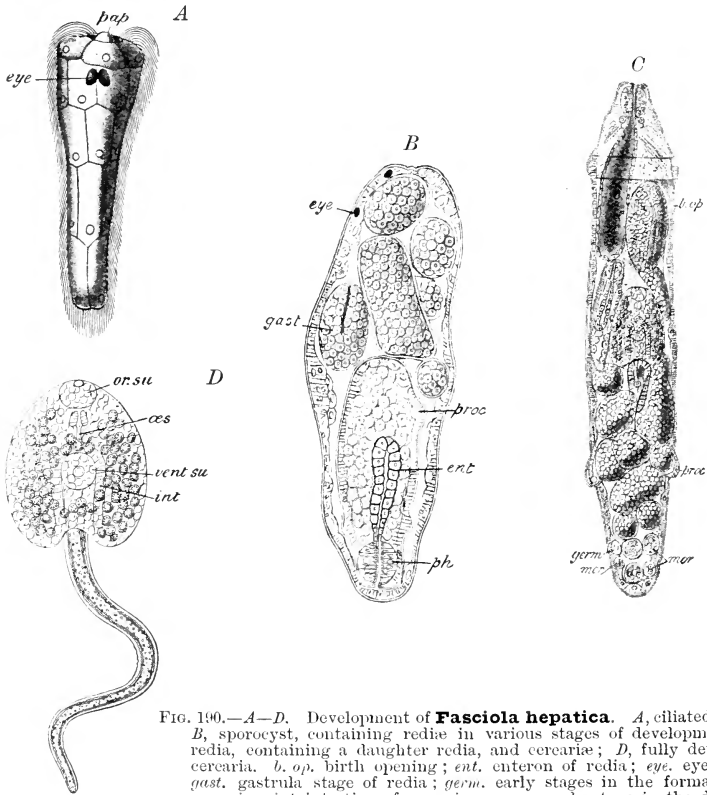 A
pap
eye
C
B
b.op
eye
gast
D
or.su
œs
proc
vent su
ent
int
proc
germ
ph
mor
mor
FIG. 190.—A—D. Development of Fasciola hepatica. A, ciliated
B, sporocyst, containing rediæ in various stages of developm
redia, containing a daughter redia, and cercariæ; D, fully de
cercaria. b. op. birth opening; ent. enteron of redia; eye. eye
gast. gastrula stage of redia; germ. early stages in the forma